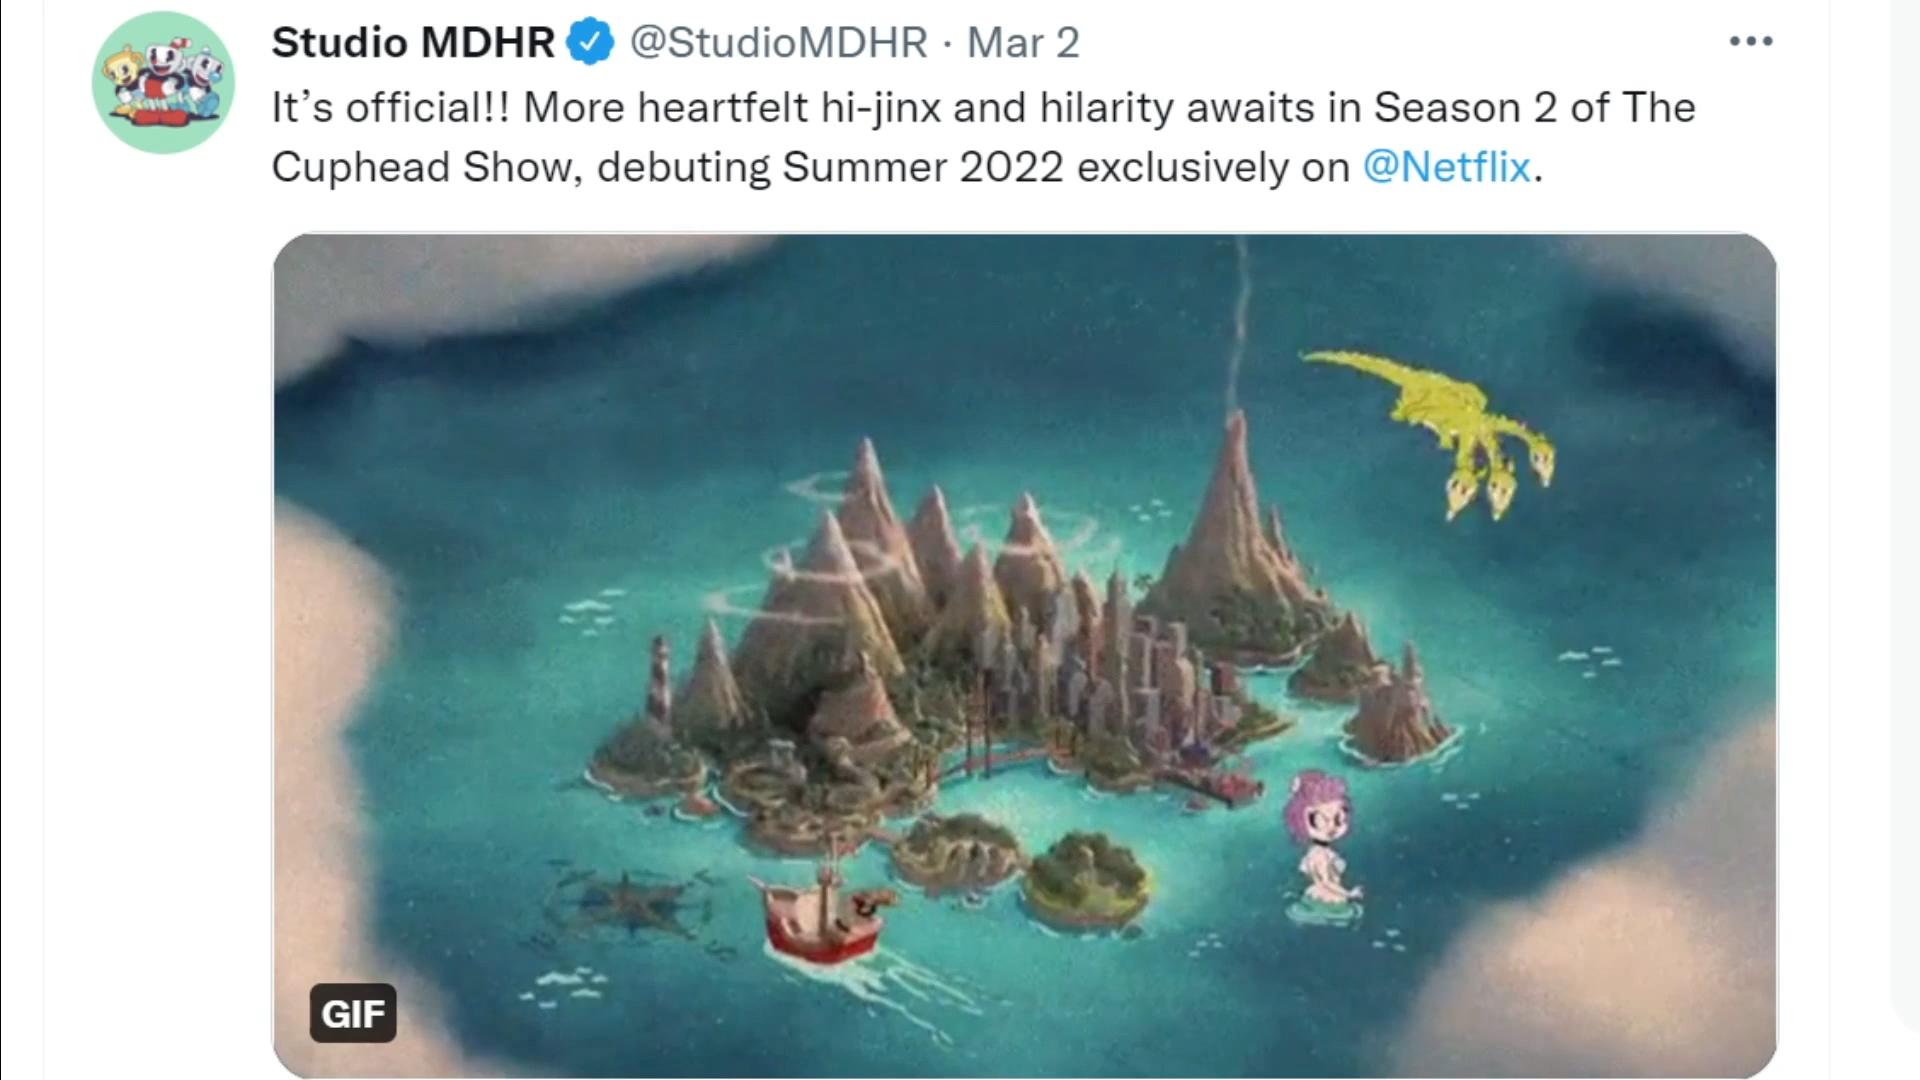 Studio MDHR @StudioMDHR · Mar 2
It’s official!! More heartfelt hi-jinx and hilarity awaits in Season 2 of The
Cuphead Show, debuting Summer 2022 exclusively on @Netflix.
GIF